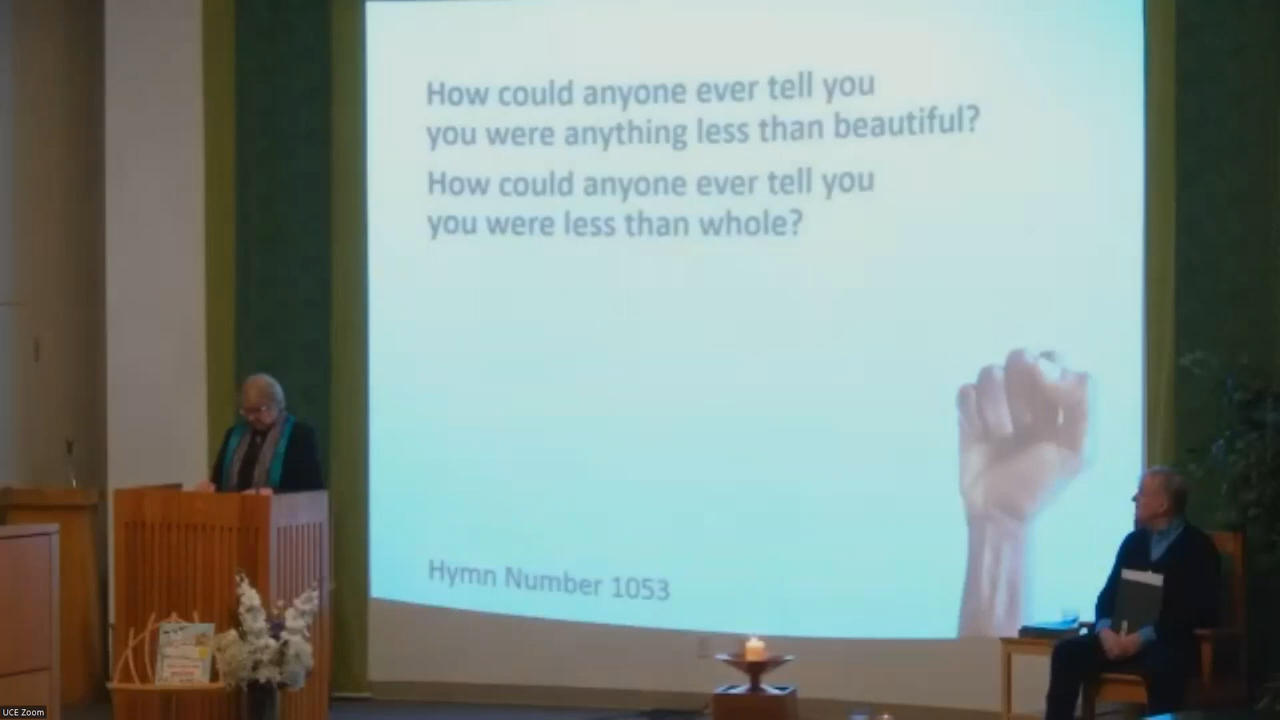 How could anyone ever tell you
you were anything less than beautiful?
How could anyone ever tell you
you were less than whole?
Hymn Number 1053
UCE Zoom